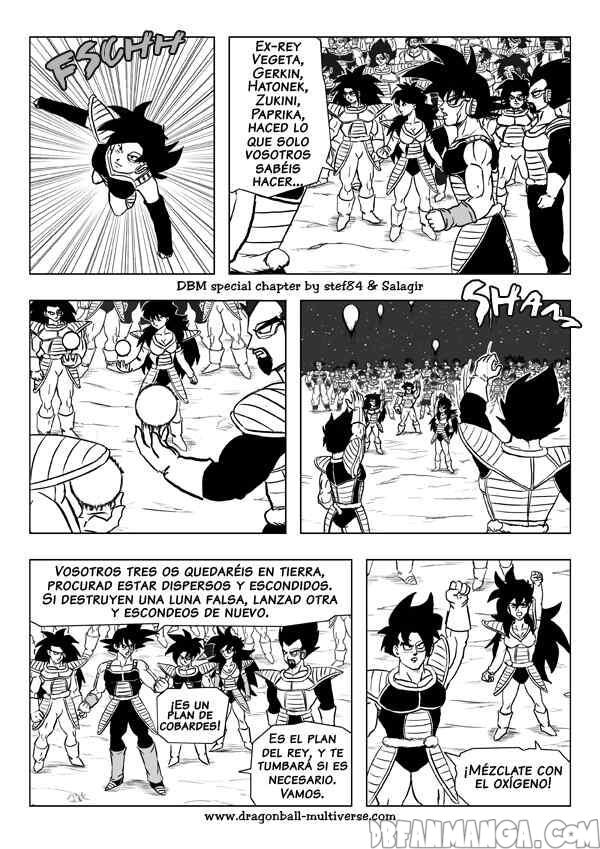 FSCHH
EX-REY
VEGETA,
GERKIN,
HATONEK,
ZUKINI,
PAPRIKA,
HACED LO
QUE SOLO
VOSOTROS
SABÉIS
HACER...
DBM special chapter by stef84 & Salagir
SHAM
VOSOTROS TRES OS QUEDARÉIS EN TIERRA,
PROCURAD ESTAR DISPERSOS Y ESCONDIDOS.
SI DESTRUYEN UNA LUNA FALSA, LANZAD OTRA
Y ESCONDEOS DE NUEVO.
¡ES UN
PLAN DE
COBARDES!
ES EL PLAN
DEL REY, Y TE
TUMBARÁ SI ES
NECESARIO.
VAMOS.
¡MÉZCLATE CON
EL OXÍGENO!
www.dragonball-multiverse.com
DBFANMANGA.COM